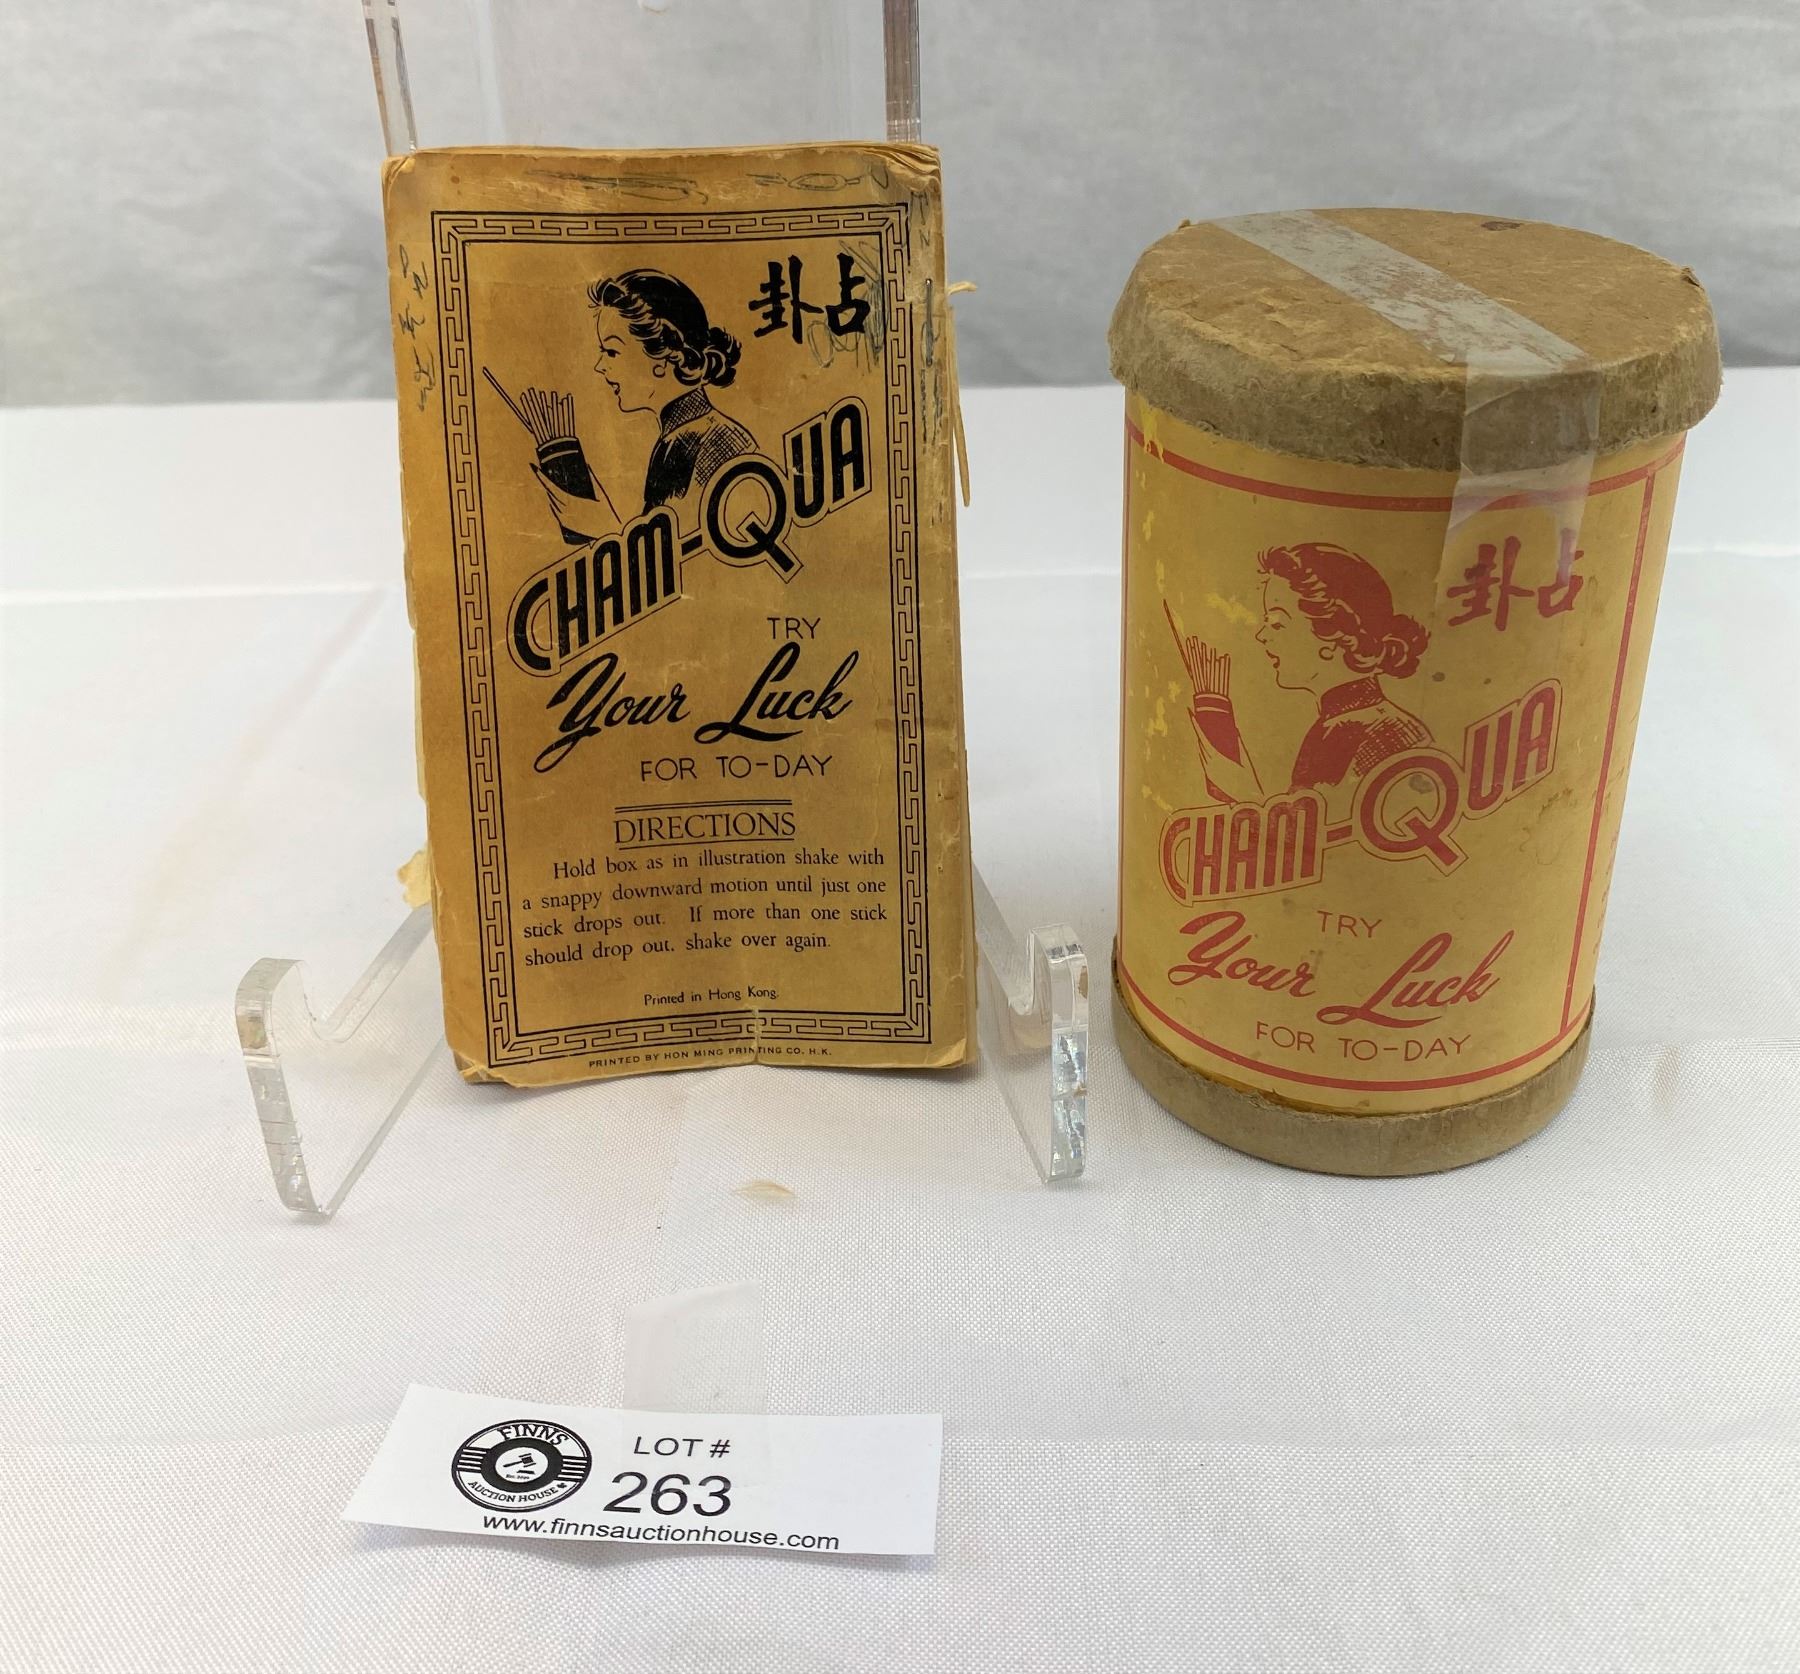 卦占
CHAM-QUA
TRY
Your Luck
FOR TO-DAY
DIRECTIONS
Hold box as in illustration shake with
a snappy downward motion until just one
stick drops out. If more than one stick
should drop out. shake over again.
Printed in Hong Kong.
PRINTED BY HON MING PRINTING CO. H.K.
卦占
CHAM-QUA
TRY
Your Luck
FOR TO-DAY
FINNS
AUCTION HOUSE
LOT #
263
www.finnsauctionhouse.com